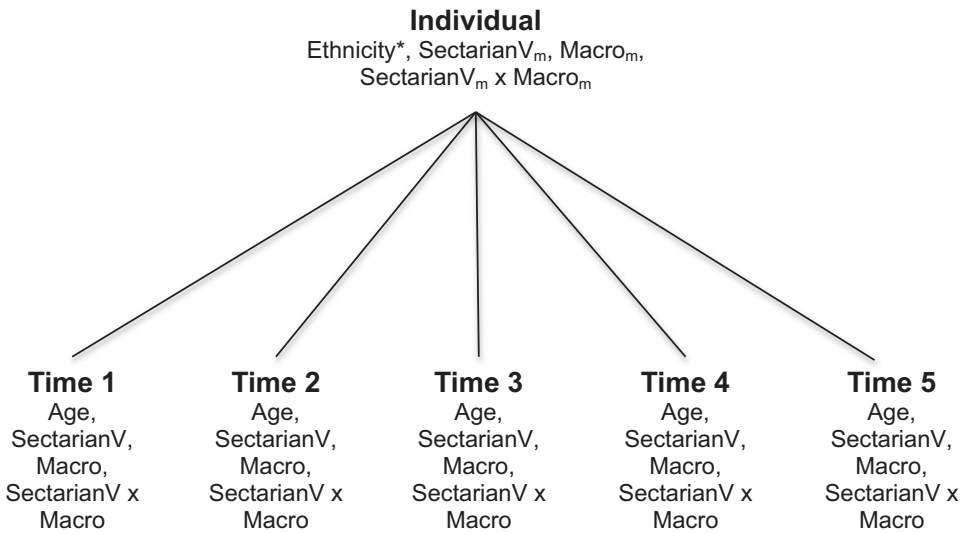 Individual
Ethnicity*, SectarianVₘ, Macroₘ,
SectarianVₘ x Macroₘ
Time 1
Age,
SectarianV,
Macro,
SectarianV x
Macro
Time 2
Age,
SectarianV,
Macro,
SectarianV x
Macro
Time 3
Age,
SectarianV,
Macro,
SectarianV x
Macro
Time 4
Age,
SectarianV,
Macro,
SectarianV x
Macro
Time 5
Age,
SectarianV,
Macro,
SectarianV x
Macro